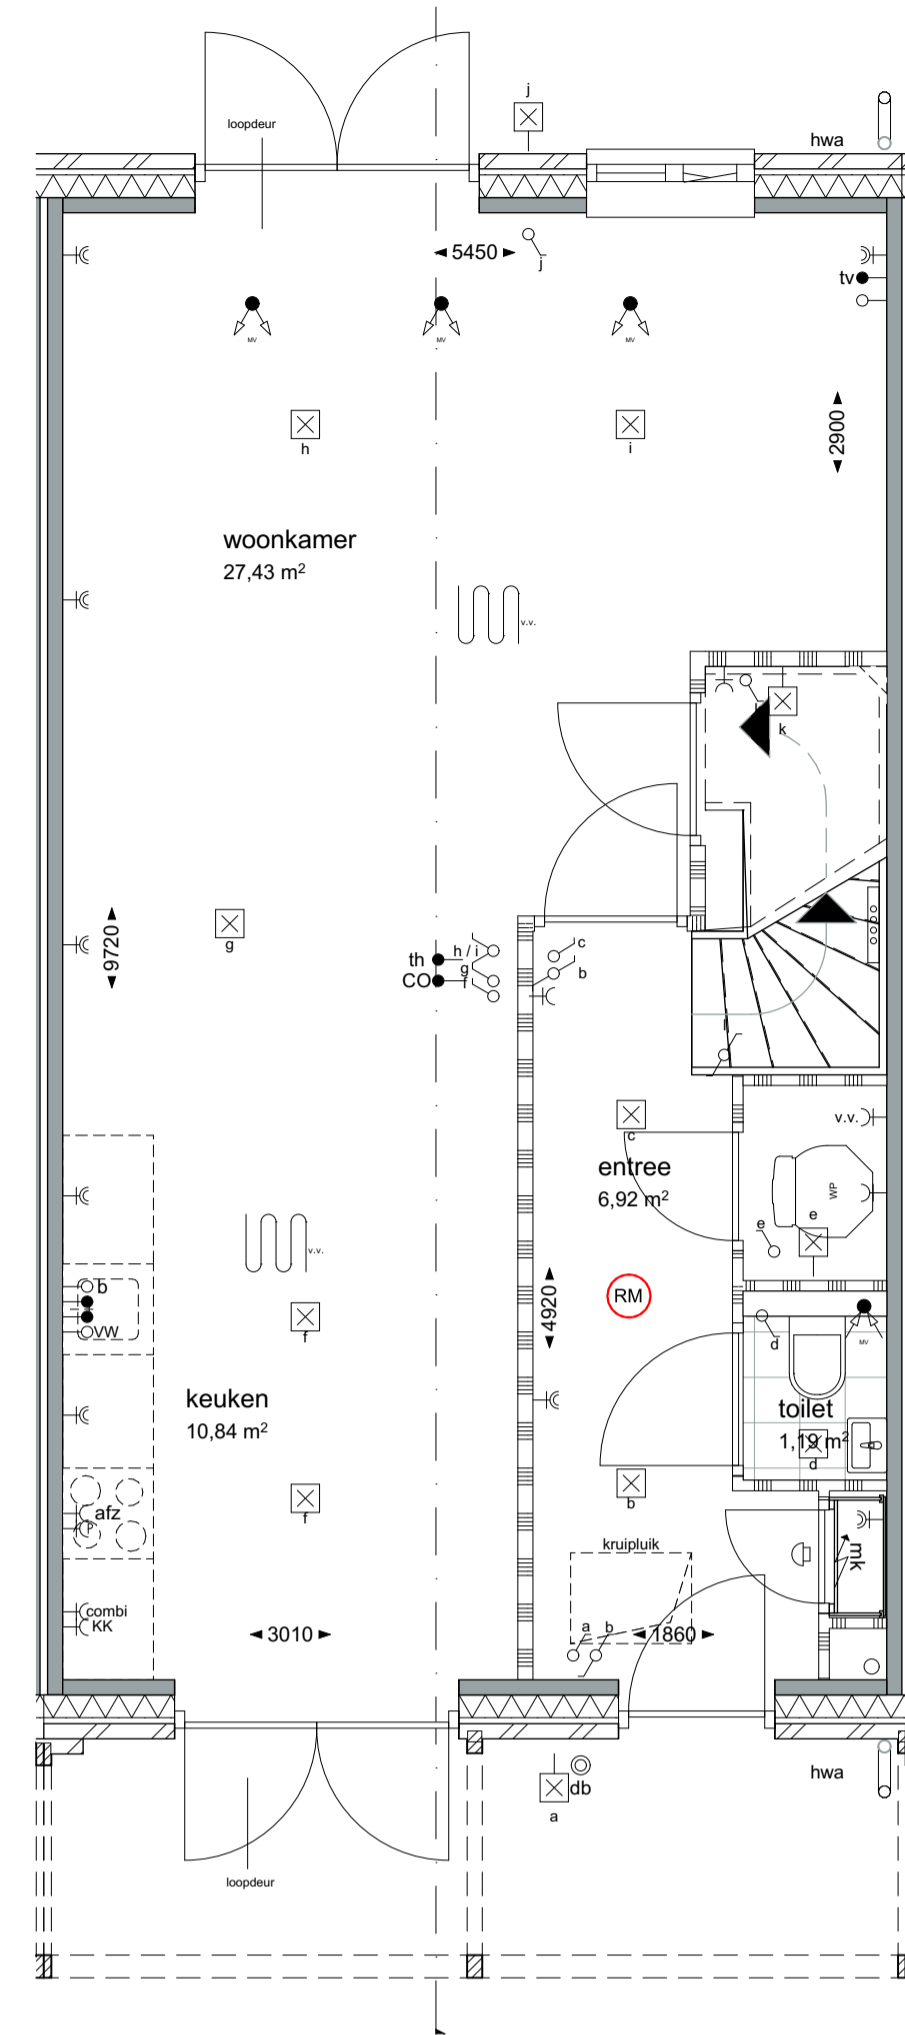 j
hwa
loopdeur
5450
j
tv
MV
MV
MV
2900
h
i
woonkamer
27,43 m²
v.v.
k
g
9720
th
h / i
c
g
CO
f
b
c
v.v.
entree
6,92 m²
WP
e
e
v.v.
b
VW
f
4920
RM
MV
d
keuken
10,84 m²
toilet
1,19 m²
d
afz
P
f
b
kruipluik
mk
combi
KK
3010
a
b
1860
db
a
hwa
loopdeur